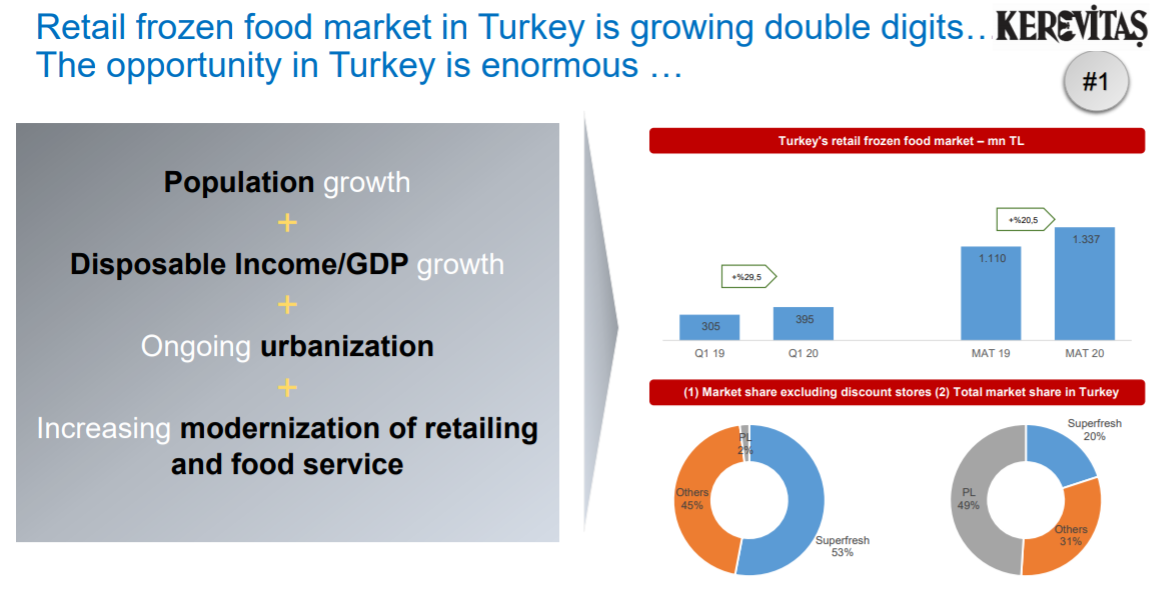 Retail frozen food market in Turkey is growing double digits…
The opportunity in Turkey is enormous …
KEREVİTAŞ
#1
Population growth
+
Disposable Income/GDP growth
+
Ongoing urbanization
+
Increasing modernization of retailing
and food service
Turkey's retail frozen food market – mn TL
+%29,5
+%20,5
305
395
1.110
1.337
Q1 19
Q1 20
MAT 19
MAT 20
(1) Market share excluding discount stores (2) Total market share in Turkey
PL
2%
Others
45%
Superfresh
53%
Superfresh
20%
PL
49%
Others
31%